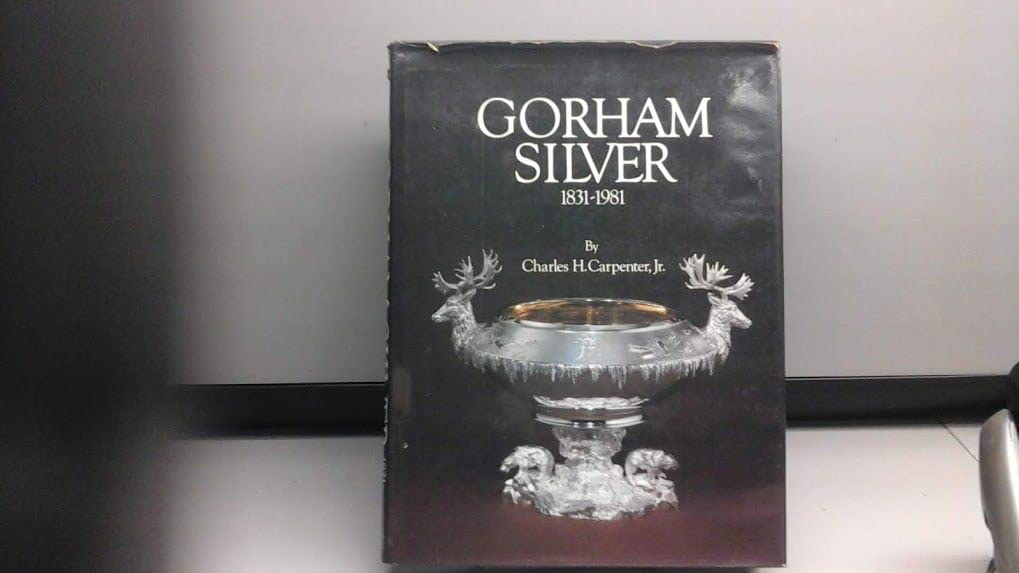 GORHAM
SILVER
1831-1981
By
Charles H. Carpenter, Jr.